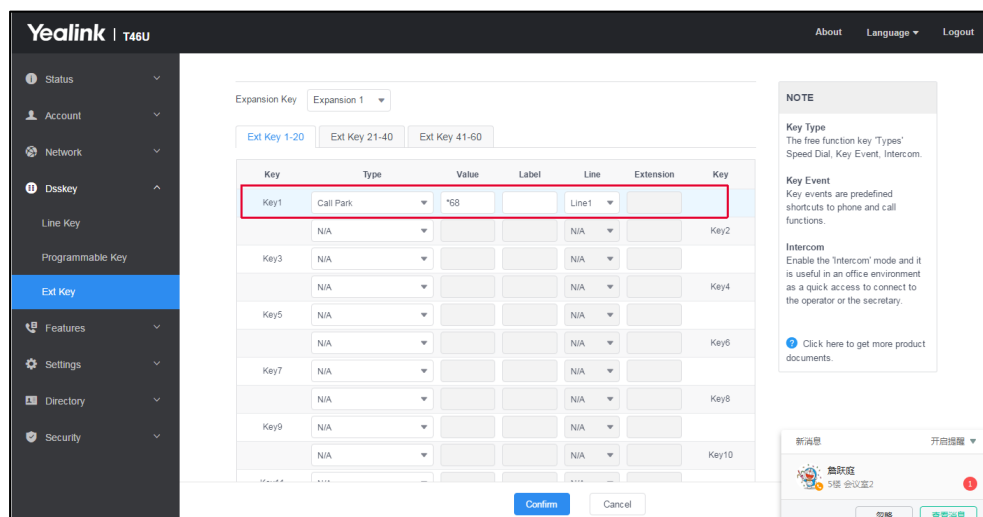 Yealink | T46U
About Language Logout
Status
Account
Network
Dsskey
Line Key
Programmable Key
Ext Key
Features
Settings
Directory
Security
Expansion Key Expansion 1
Ext Key 1-20 Ext Key 21-40 Ext Key 41-60
Key Type Value Label Line Extension Key
Key1 Call Park *68 Line1
N/A N/A Key2
Key3 N/A N/A
N/A N/A Key4
Key5 N/A N/A
N/A N/A Key6
Key7 N/A N/A
N/A N/A Key8
Key9 N/A N/A
N/A N/A Key10
Confirm Cancel
NOTE
Key Type
The free function key 'Types'
Speed Dial, Key Event, Intercom.
Key Event
Key events are predefined
shortcuts to phone and call
functions.
Intercom
Enable the 'Intercom' mode and it
is useful in an office environment
as a quick access to connect to
the operator or the secretary.
Click here to get more product
documents.
新消息 开启提醒
詹跃庭
5楼 会议室2
1
忽略 查看消息